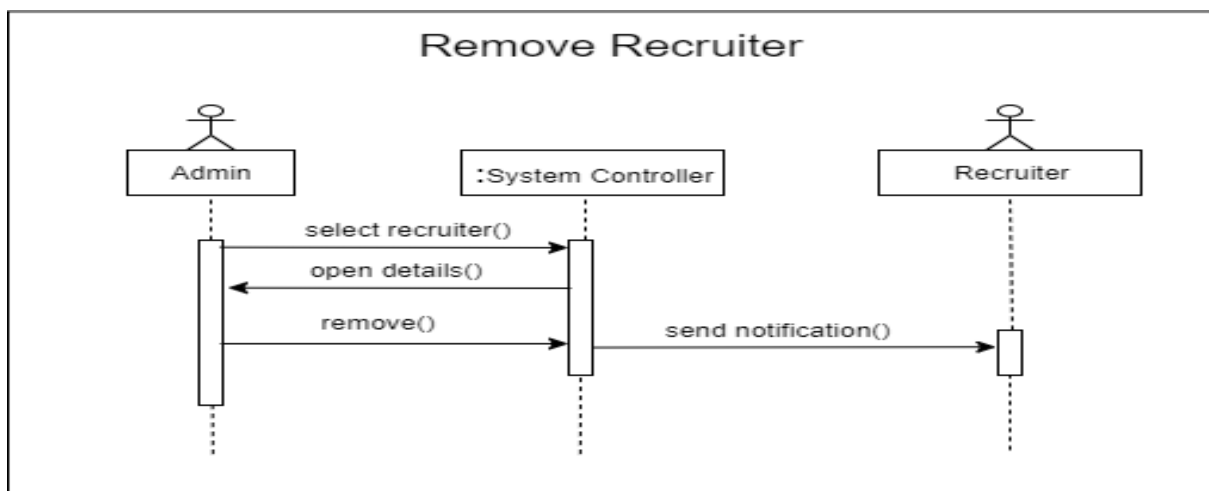 Remove Recruiter
Admin
:System Controller
Recruiter
select recruiter()
open details()
remove()
send notification()